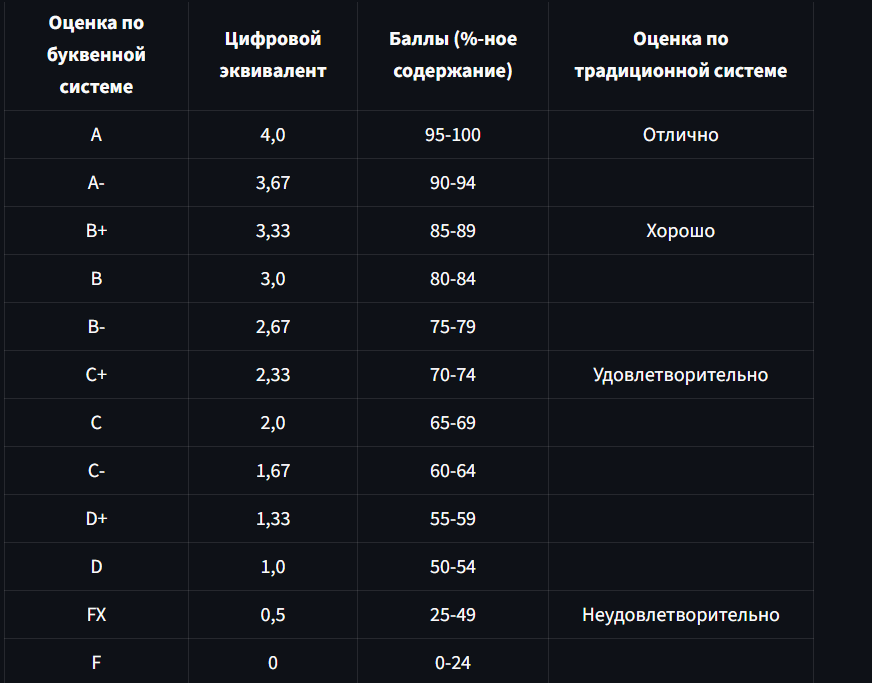 Оценка по буквенной системе | Цифровой эквивалент | Баллы (%-ное содержание) | Оценка по традиционной системе
A | 4,0 | 95-100 | Отлично
A- | 3,67 | 90-94
B+ | 3,33 | 85-89 | Хорошо
B | 3,0 | 80-84
B- | 2,67 | 75-79
C+ | 2,33 | 70-74 | Удовлетворительно
C | 2,0 | 65-69
C- | 1,67 | 60-64
D+ | 1,33 | 55-59
D | 1,0 | 50-54
FX | 0,5 | 25-49 | Неудовлетворительно
F | 0 | 0-24